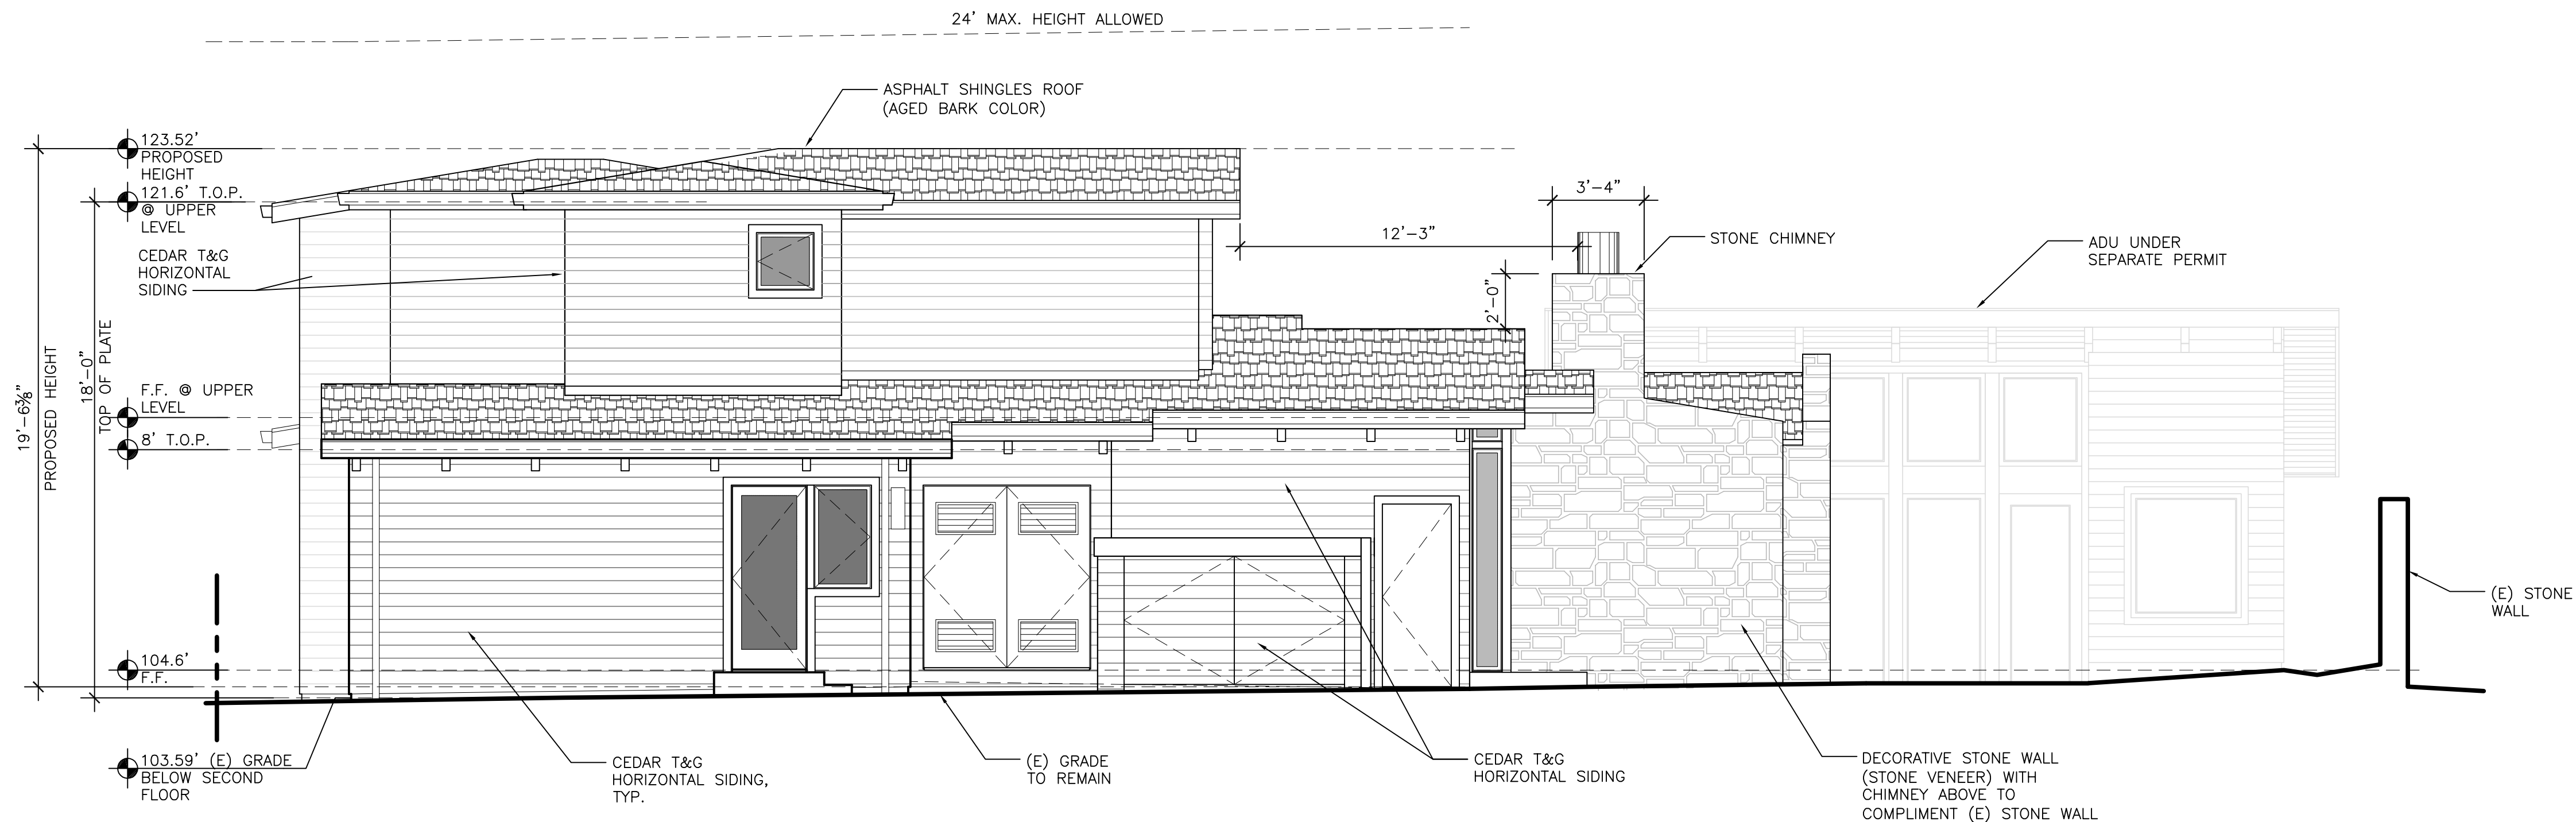 24' MAX. HEIGHT ALLOWED
ASPHALT SHINGLES ROOF
(AGED BARK COLOR)
123.52'
PROPOSED
HEIGHT
121.6' T.O.P.
@ UPPER
LEVEL
CEDAR T&G
HORIZONTAL
SIDING
3'-4"
12'-3"
STONE CHIMNEY
ADU UNDER
SEPARATE PERMIT
2'-0"
19'-6⅜"
PROPOSED HEIGHT
18'-0"
TOP OF PLATE
F.F. @ UPPER
LEVEL
8' T.O.P.
(E) STONE
WALL
104.6'
F.F.
103.59' (E) GRADE
BELOW SECOND
FLOOR
CEDAR T&G
HORIZONTAL SIDING,
TYP.
(E) GRADE
TO REMAIN
CEDAR T&G
HORIZONTAL SIDING
DECORATIVE STONE WALL
(STONE VENEER) WITH
CHIMNEY ABOVE TO
COMPLIMENT (E) STONE WALL